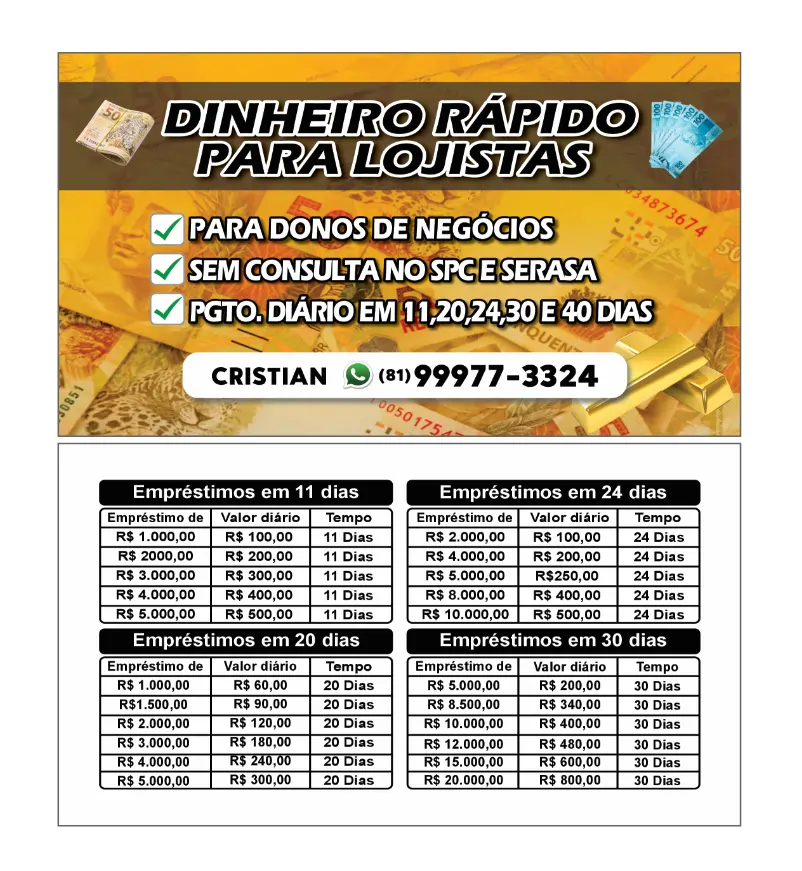 DINHEIRO RÁPIDO
PARA LOJISTAS
PARA DONOS DE NEGÓCIOS
SEM CONSULTA NO SPC E SERASA
PGTO. DIÁRIO EM 11,20,24,30 E 40 DIAS
CRISTIAN (81) 99977-3324
Empréstimos em 11 dias
Empréstimo de Valor diário Tempo
R$ 1.000,00 R$ 100,00 11 Dias
R$ 2000,00 R$ 200,00 11 Dias
R$ 3.000,00 R$ 300,00 11 Dias
R$ 4.000,00 R$ 400,00 11 Dias
R$ 5.000,00 R$ 500,00 11 Dias
Empréstimos em 24 dias
Empréstimo de Valor diário Tempo
R$ 2.000,00 R$ 100,00 24 Dias
R$ 4.000,00 R$ 200,00 24 Dias
R$ 5.000,00 R$250,00 24 Dias
R$ 8.000,00 R$ 400,00 24 Dias
R$ 10.000,00 R$ 500,00 24 Dias
Empréstimos em 20 dias
Empréstimo de Valor diário Tempo
R$ 1.000,00 R$ 60,00 20 Dias
R$1.500,00 R$ 90,00 20 Dias
R$ 2.000,00 R$ 120,00 20 Dias
R$ 3.000,00 R$ 180,00 20 Dias
R$ 4.000,00 R$ 240,00 20 Dias
R$ 5.000,00 R$ 300,00 20 Dias
Empréstimos em 30 dias
Empréstimo de Valor diário Tempo
R$ 5.000,00 R$ 200,00 30 Dias
R$ 8.500,00 R$ 340,00 30 Dias
R$ 10.000,00 R$ 400,00 30 Dias
R$ 12.000,00 R$ 480,00 30 Dias
R$ 15.000,00 R$ 600,00 30 Dias
R$ 20.000,00 R$ 800,00 30 Dias